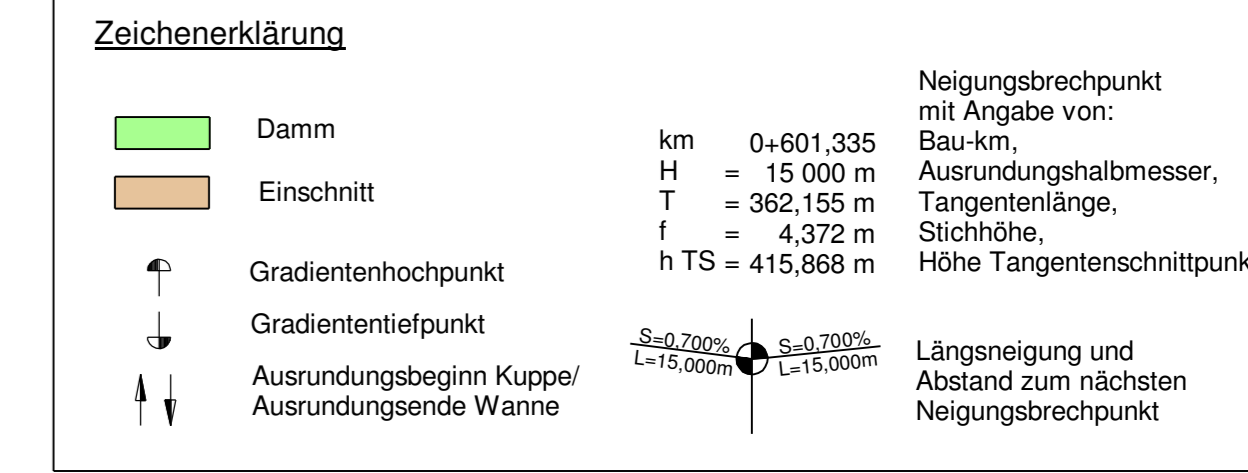 Zeichenerklärung
Damm
Einschnitt
Gradientenhochpunkt
Gradiententiefpunkt
Ausrundungsbeginn Kuppe/
Ausrundungsende Wanne
Neigungsbrechpunkt
mit Angabe von:
km 0+601,335 Bau-km,
H = 15 000 m Ausrundungshalbmesser,
T = 362,155 m Tangentenlänge,
f = 4,372 m Stichhöhe,
h TS = 415,868 m Höhe Tangentenschnittpunk
S=0,700% S=0,700%
L=15,000m L=15,000m
Längsneigung und
Abstand zum nächsten
Neigungsbrechpunkt